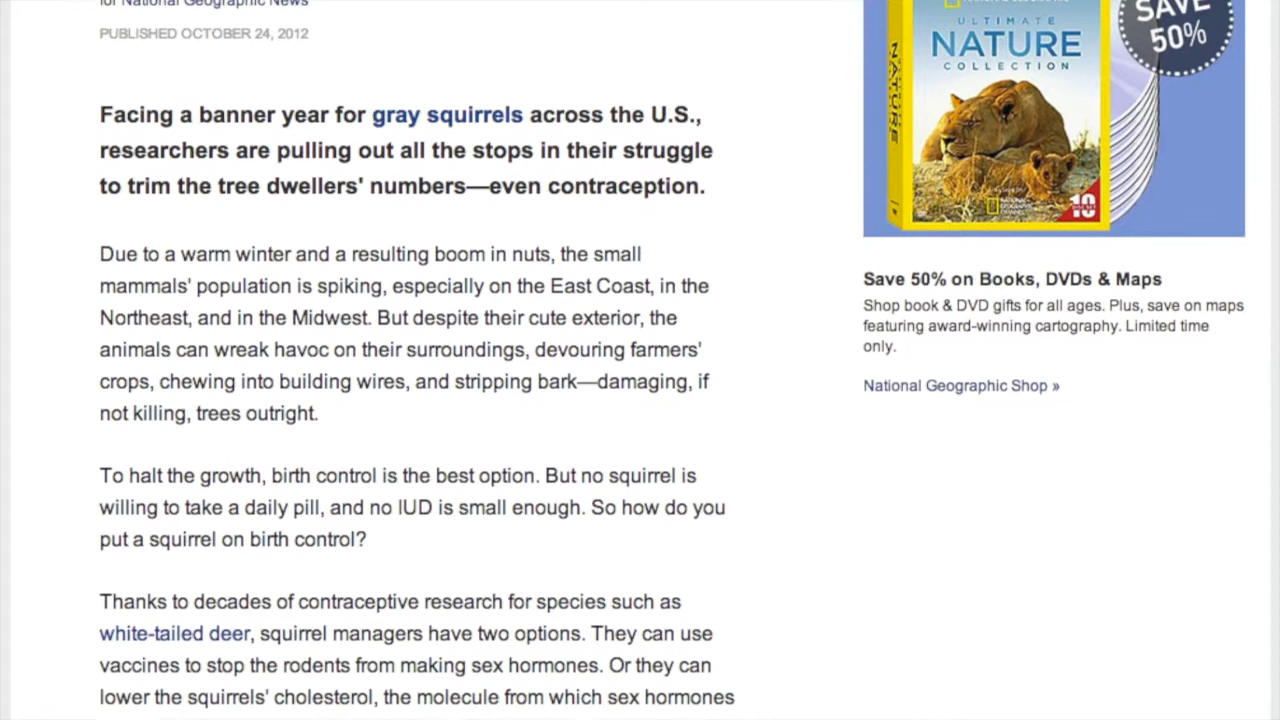 for National Geographic News
PUBLISHED OCTOBER 24, 2012
Facing a banner year for gray squirrels across the U.S.,
researchers are pulling out all the stops in their struggle
to trim the tree dwellers' numbers—even contraception.
Due to a warm winter and a resulting boom in nuts, the small
mammals' population is spiking, especially on the East Coast, in the
Northeast, and in the Midwest. But despite their cute exterior, the
animals can wreak havoc on their surroundings, devouring farmers'
crops, chewing into building wires, and stripping bark—damaging, if
not killing, trees outright.
To halt the growth, birth control is the best option. But no squirrel is
willing to take a daily pill, and no IUD is small enough. So how do you
put a squirrel on birth control?
Thanks to decades of contraceptive research for species such as
white-tailed deer, squirrel managers have two options. They can use
vaccines to stop the rodents from making sex hormones. Or they can
lower the squirrels' cholesterol, the molecule from which sex hormones
NATIONAL GEOGRAPHIC
ULTIMATE
NATURE
COLLECTION
NATURE
SAVE
50%
10
Save 50% on Books, DVDs & Maps
Shop book & DVD gifts for all ages. Plus, save on maps
featuring award-winning cartography. Limited time
only.
National Geographic Shop »